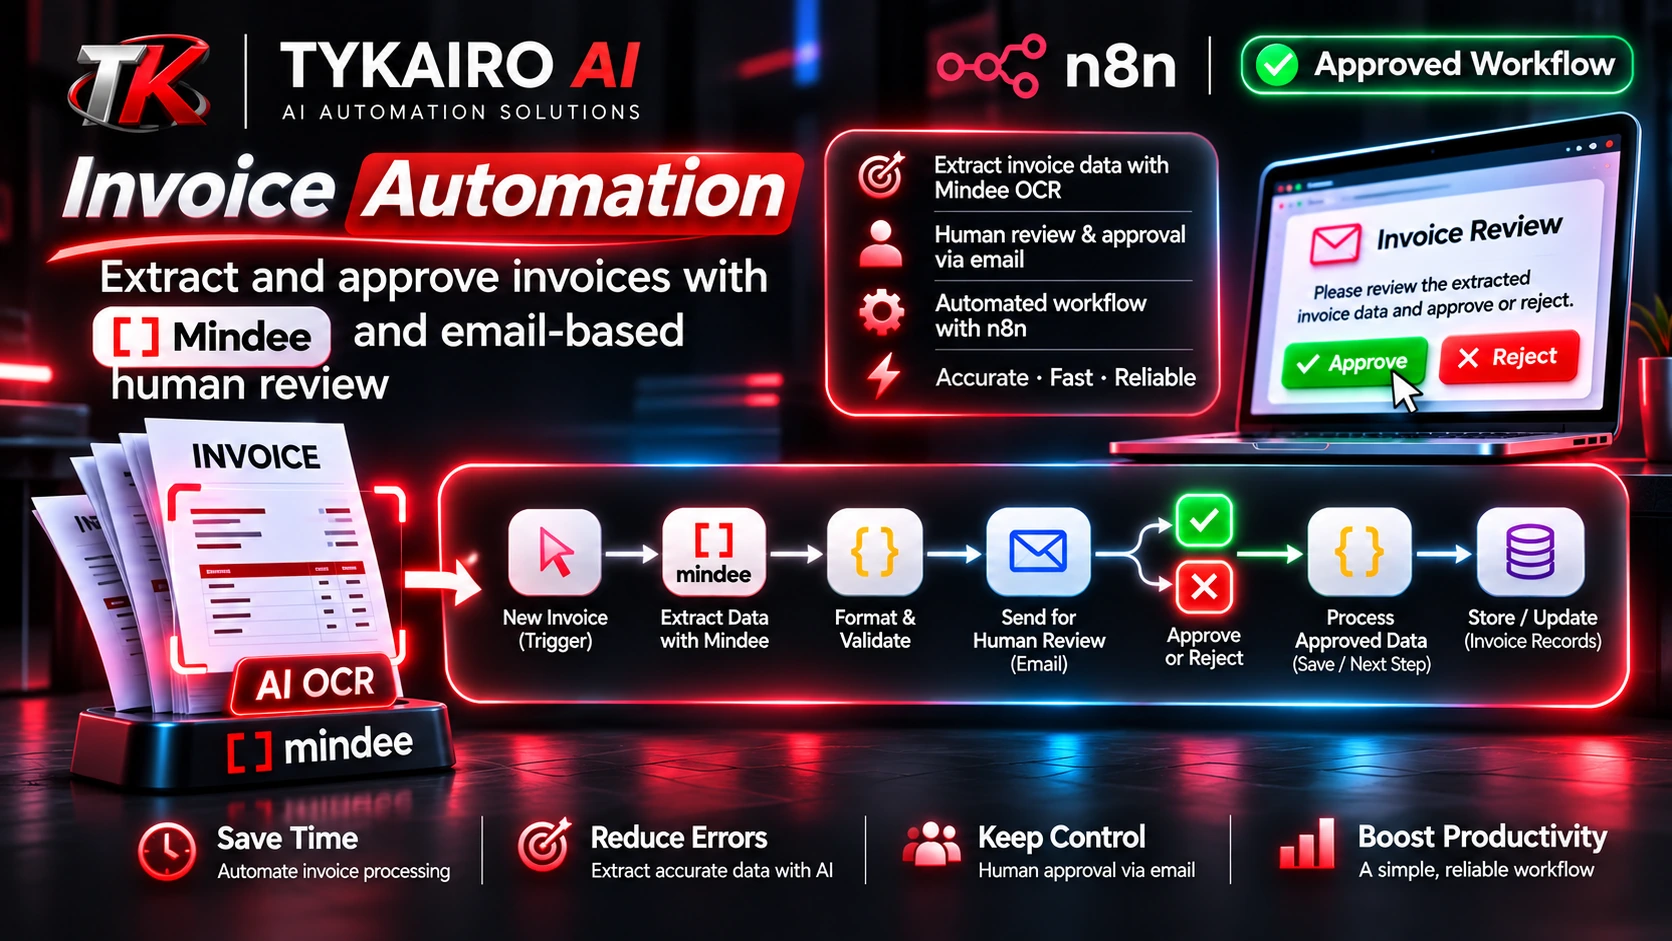 TK
TYKAIRO AI
AI AUTOMATION SOLUTIONS
n8n
Approved Workflow
Invoice Automation
Extract and approve invoices with
Mindee and email-based
human review
Extract invoice data with
Mindee OCR
Human review & approval
via email
Automated workflow
with n8n
Accurate · Fast · Reliable
Invoice Review
Please review the extracted
invoice data and approve or reject.
Approve
Reject
INVOICE
AI OCR
mindee
New Invoice
(Trigger)
mindee
Extract Data
with Mindee
Format &
Validate
Send for
Human Review
(Email)
Approve
or Reject
Process
Approved Data
(Save / Next Step)
Store / Update
(Invoice Records)
Save Time
Automate invoice processing
Reduce Errors
Extract accurate data with AI
Keep Control
Human approval via email
Boost Productivity
A simple, reliable workflow